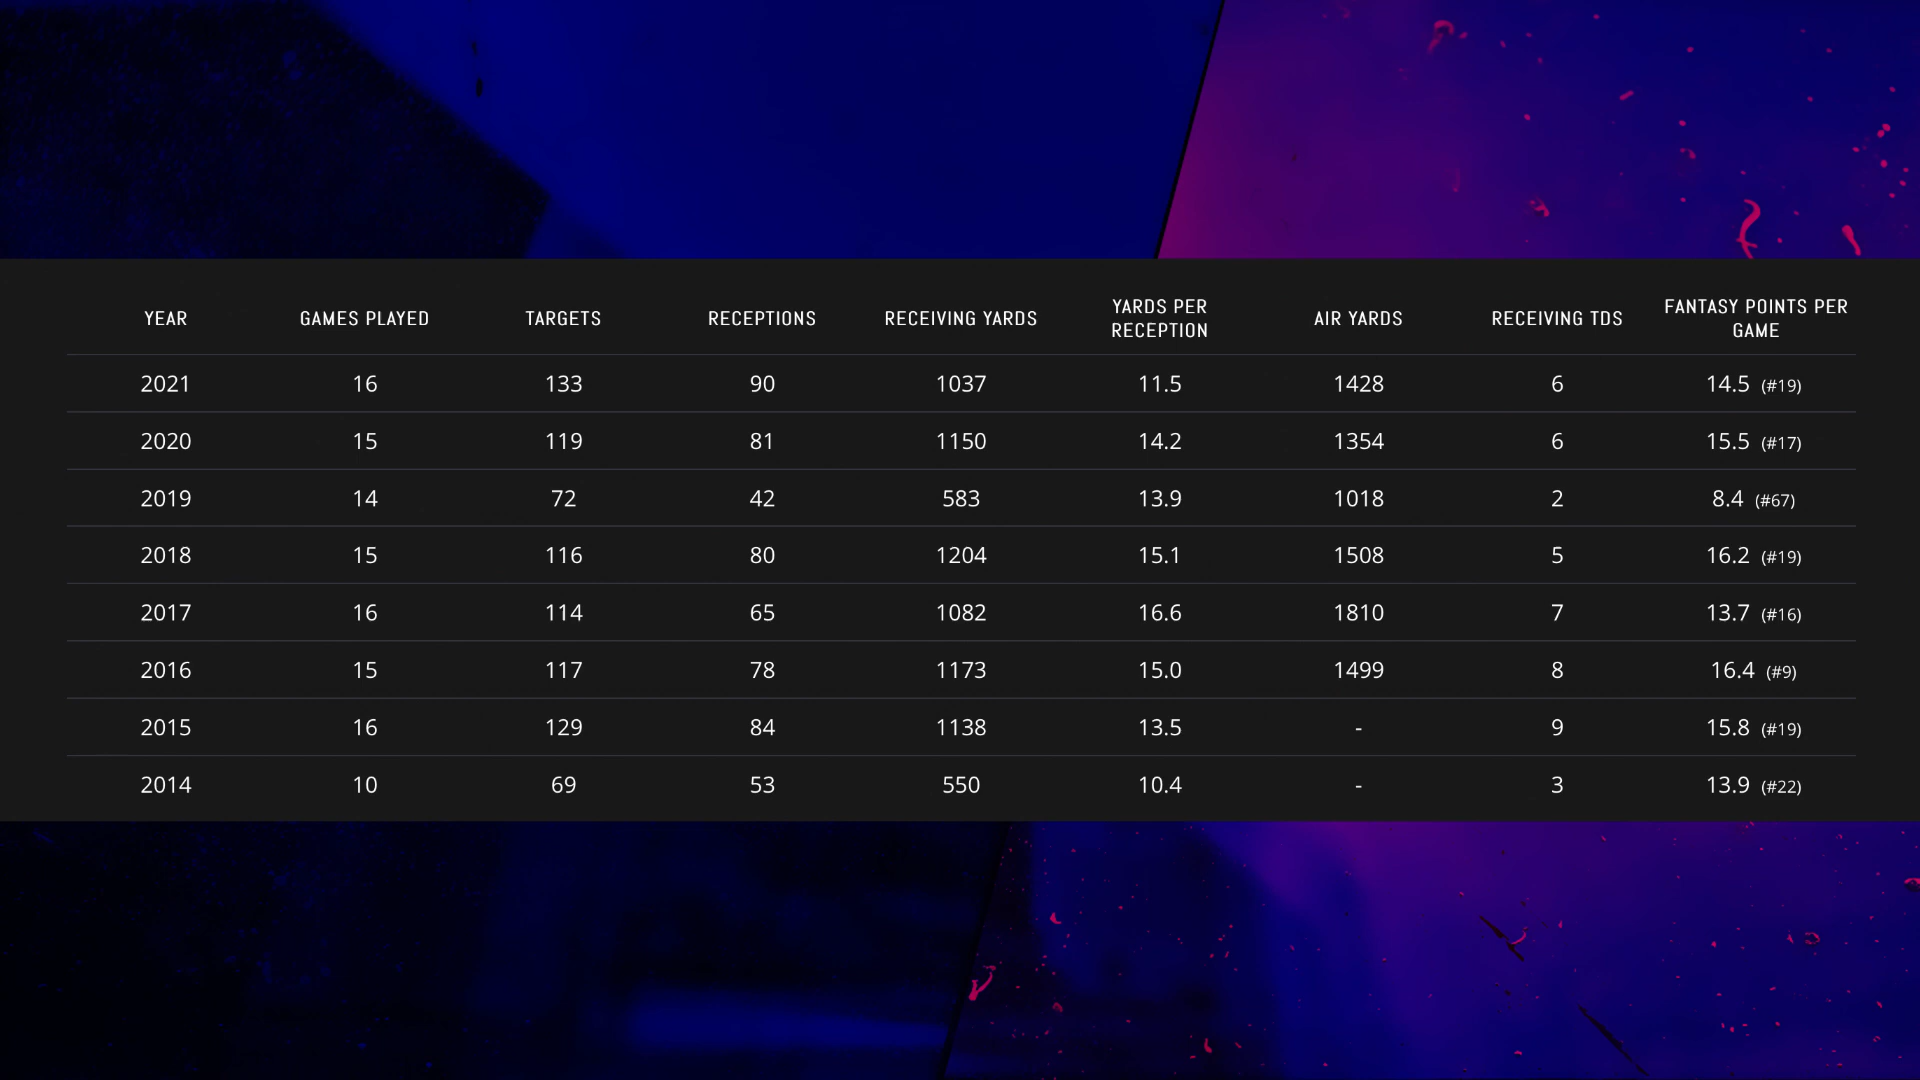 YEAR GAMES PLAYED TARGETS RECEPTIONS RECEIVING YARDS YARDS PER RECEPTION AIR YARDS RECEIVING TDS FANTASY POINTS PER GAME
2021 16 133 90 1037 11.5 1428 6 14.5 (#19)
2020 15 119 81 1150 14.2 1354 6 15.5 (#17)
2019 14 72 42 583 13.9 1018 2 8.4 (#67)
2018 15 116 80 1204 15.1 1508 5 16.2 (#19)
2017 16 114 65 1082 16.6 1810 7 13.7 (#16)
2016 15 117 78 1173 15.0 1499 8 16.4 (#9)
2015 16 129 84 1138 13.5 - 9 15.8 (#19)
2014 10 69 53 550 10.4 - 3 13.9 (#22)